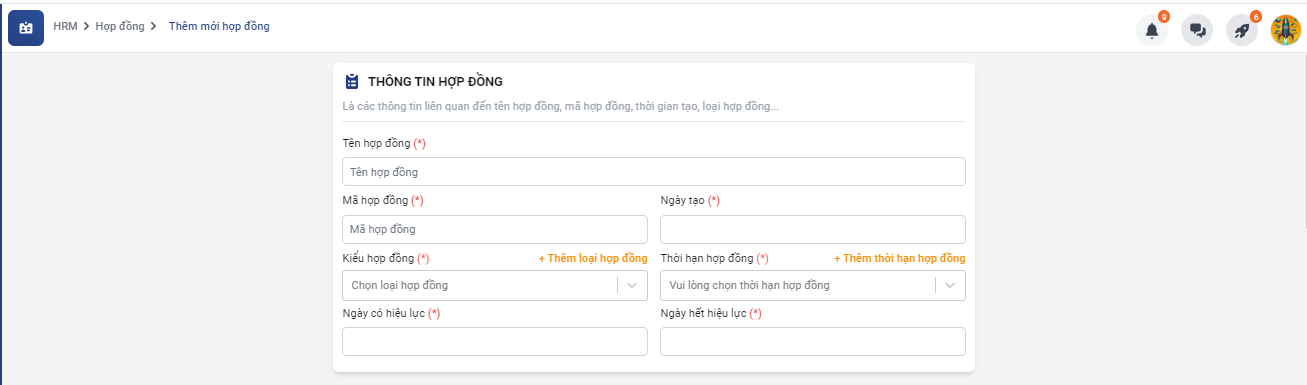 HRM > Hợp đồng > Thêm mới hợp đồng
9
6
THÔNG TIN HỢP ĐỒNG
Là các thông tin liên quan đến tên hợp đồng, mã hợp đồng, thời gian tạo, loại hợp đồng...
Tên hợp đồng (*)
Tên hợp đồng
Mã hợp đồng (*)
Ngày tạo (*)
Mã hợp đồng
Kiểu hợp đồng (*)
+ Thêm loại hợp đồng
Thời hạn hợp đồng (*)
+ Thêm thời hạn hợp đồng
Chọn loại hợp đồng
Vui lòng chọn thời hạn hợp đồng
Ngày có hiệu lực (*)
Ngày hết hiệu lực (*)